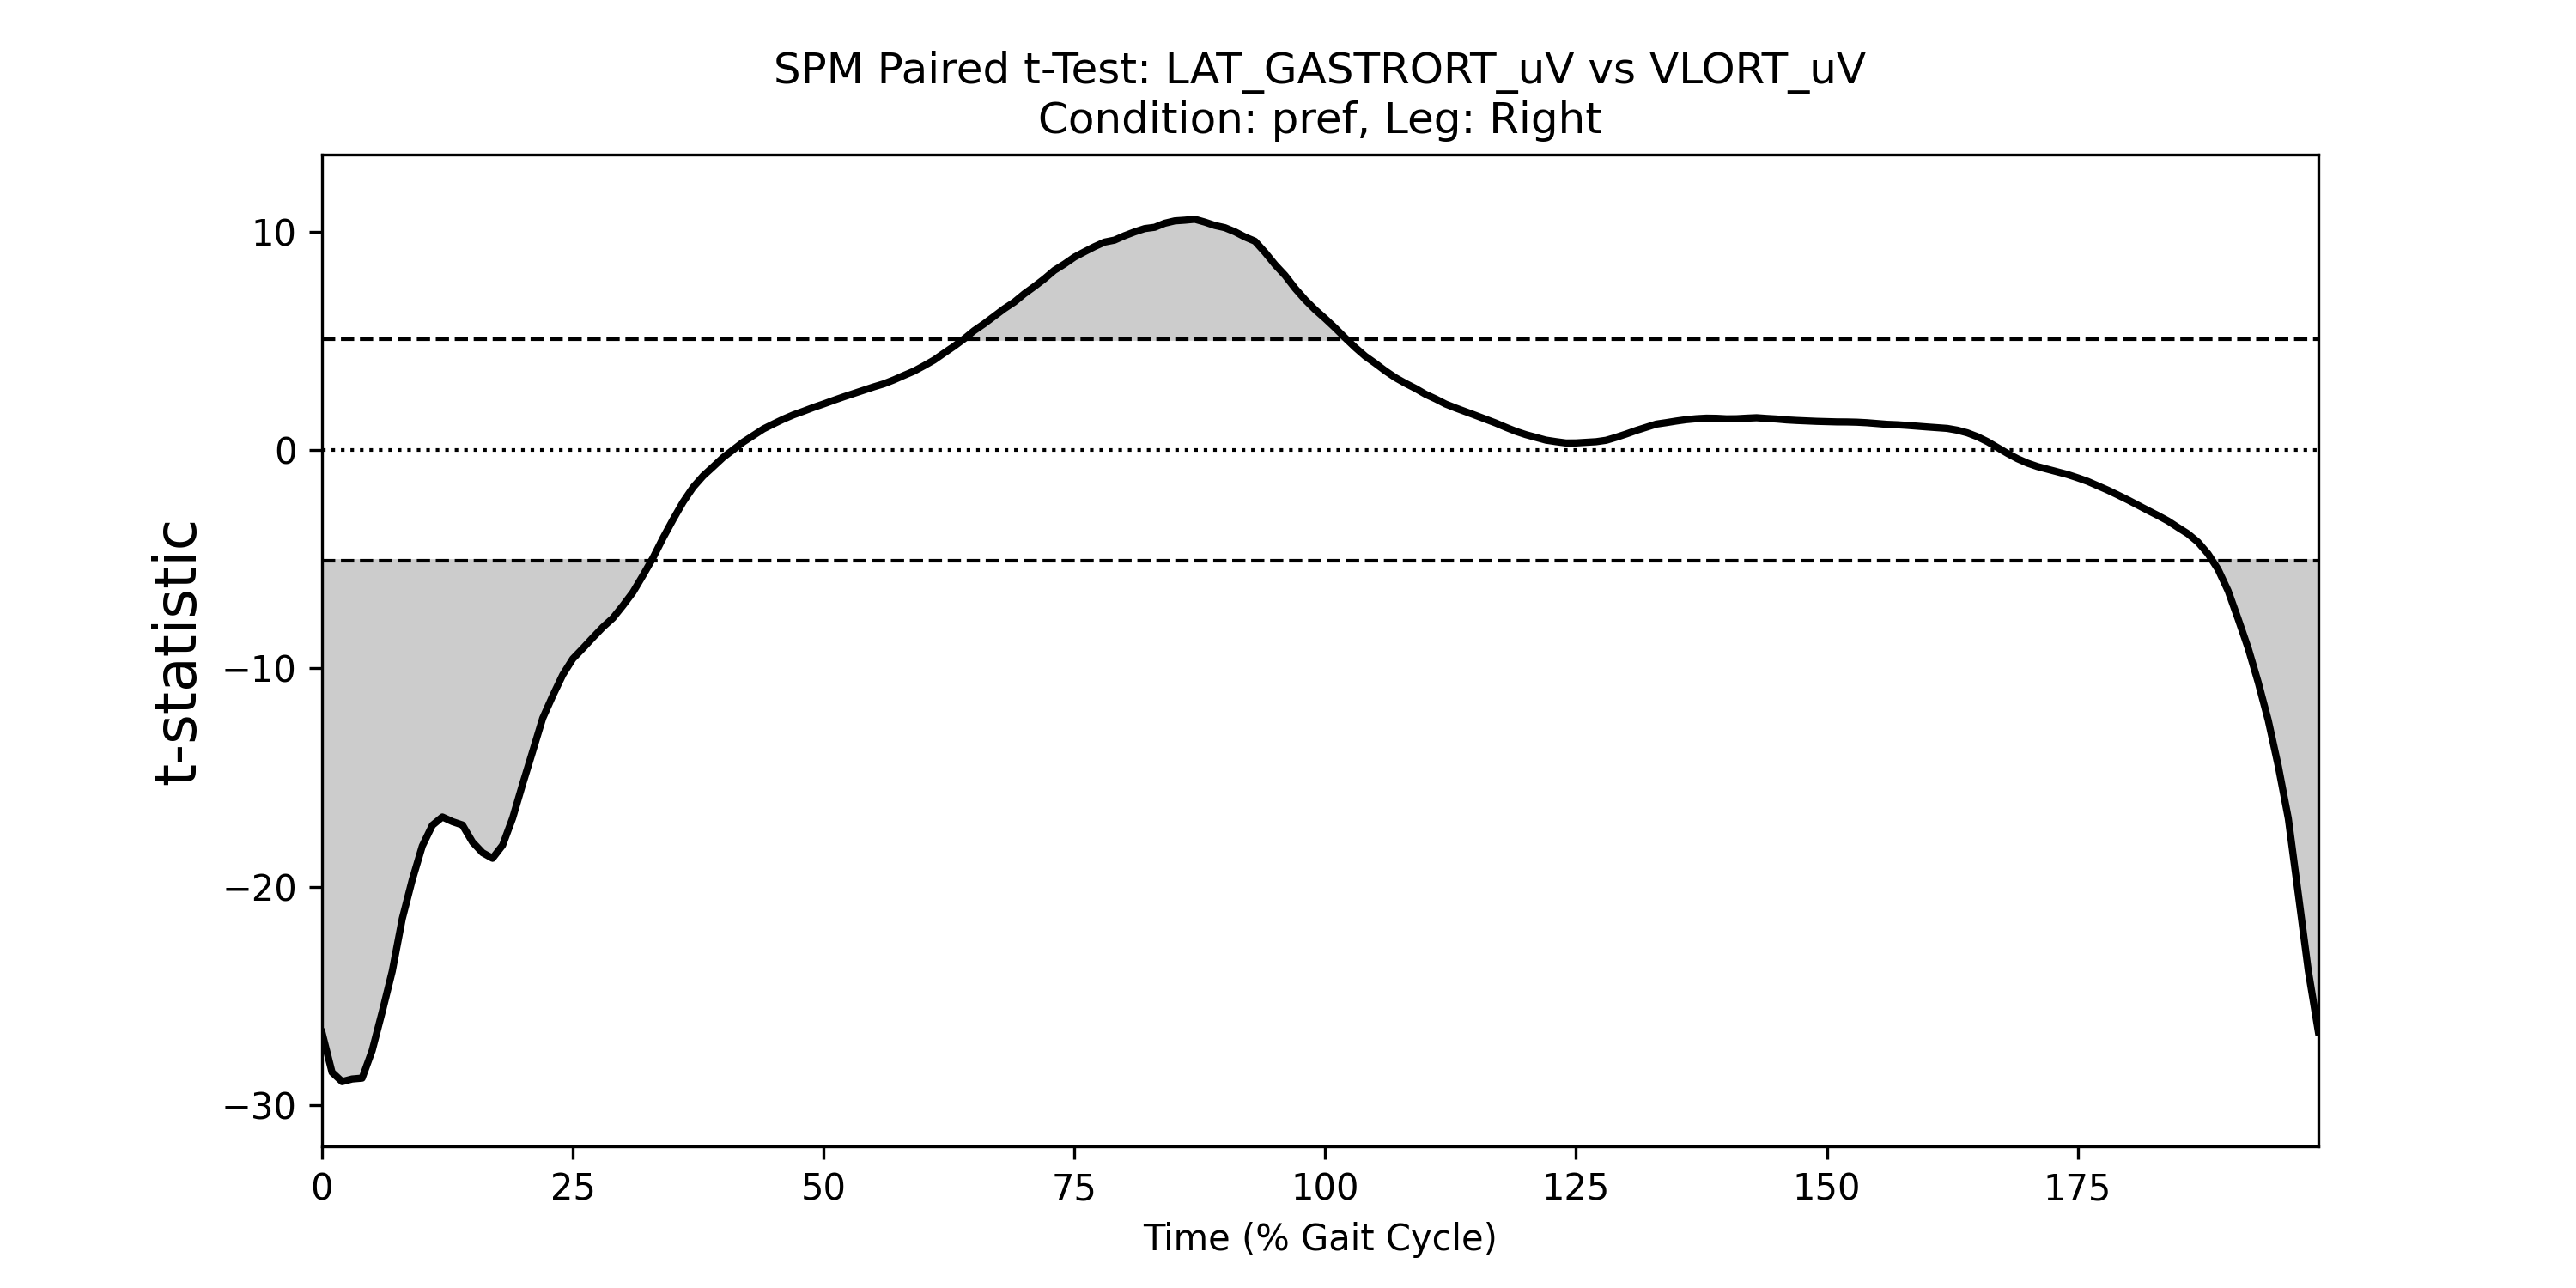 SPM Paired t-Test: LAT_GASTRORT_uV vs VLORT_uV
Condition: pref, Leg: Right
t-statistic
10
0
−10
−20
−30
0 25 50 75 100 125 150 175
Time (% Gait Cycle)